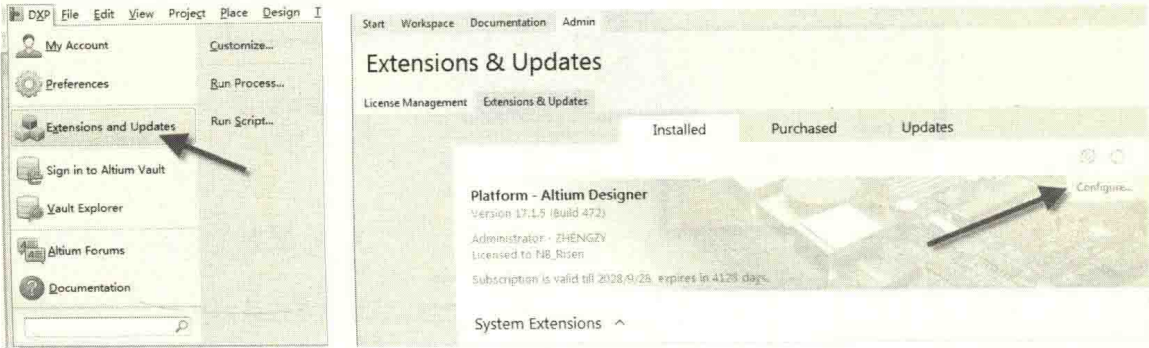 DXP File Edit View Project Place Design T
My Account
Customize...
Preferences
Run Process...
Extensions and Updates
Run Script...
Sign in to Altium Vault
Vault Explorer
Altium Forums
Documentation
Start Workspace Documentation Admin
Extensions & Updates
License Management Extensions & Updates
Installed Purchased Updates
Configure...
Platform - Altium Designer
Version 17.1.5 (Build 472)
Administrator - ZHENGZY
Licensed to N8_Risen
Subscription is valid till 2028/9/28, expires in 4128 days.
System Extensions